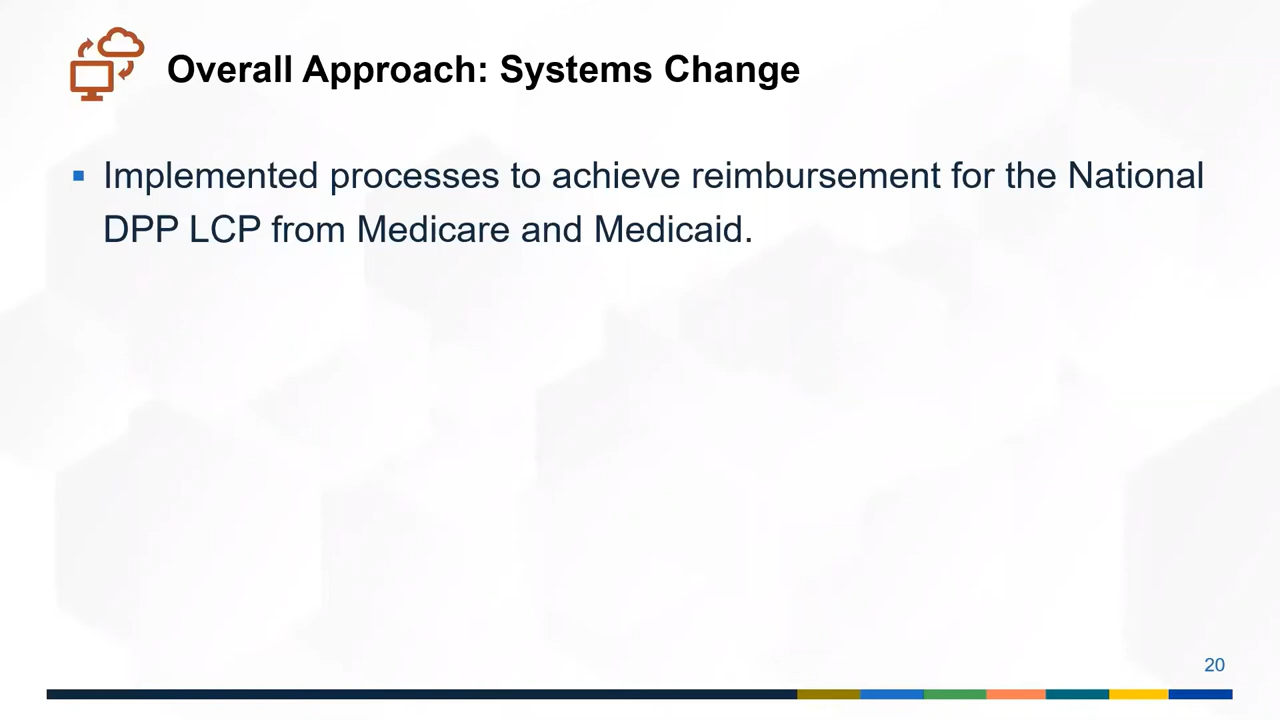 Overall Approach: Systems Change
▪ Implemented processes to achieve reimbursement for the National
DPP LCP from Medicare and Medicaid.
20